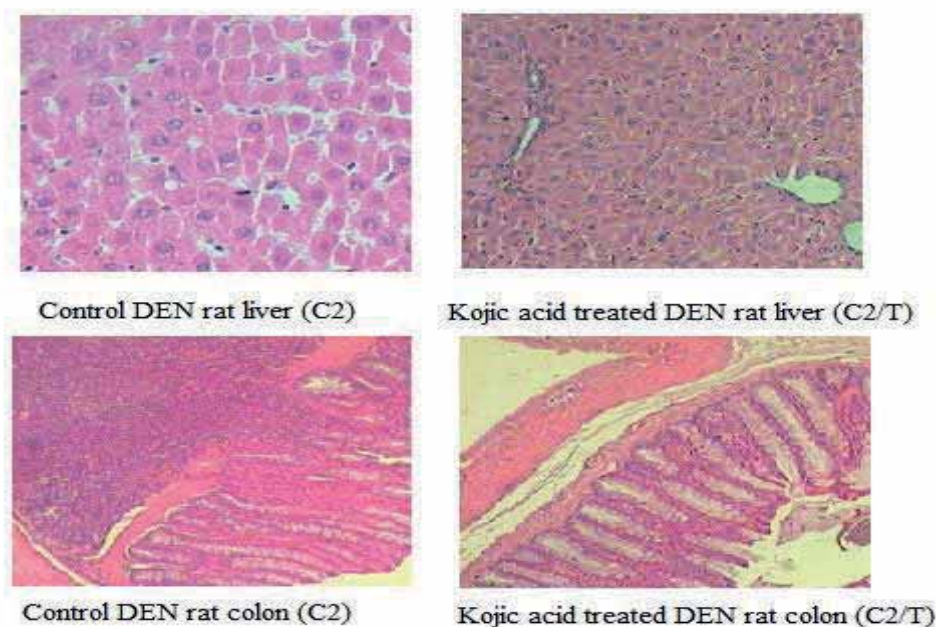 Control DEN rat liver (C2)
Kojic acid treated DEN rat liver (C2/T)
Control DEN rat colon (C2)
Kojic acid treated DEN rat colon (C2/T)